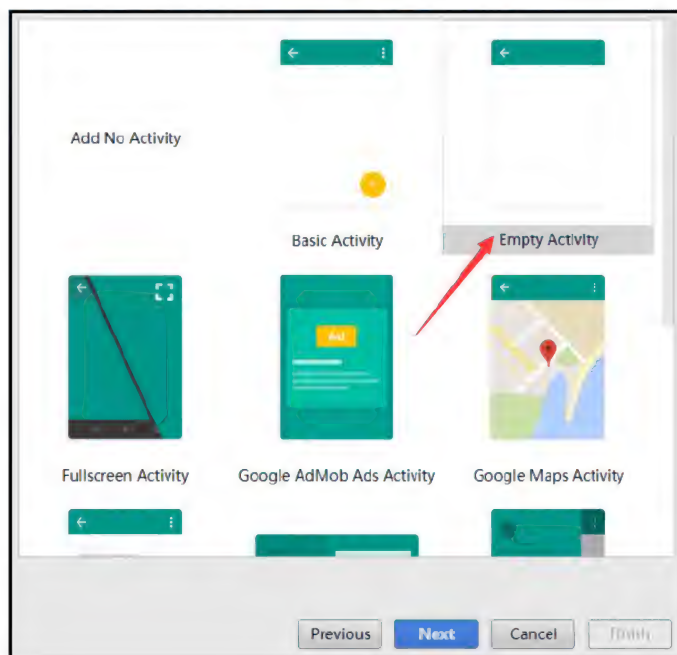 Add No Activity
Basic Activity
Empty Activity
Ad
Fullscreen Activity
Google AdMob Ads Activity
Google Maps Activity
Previous
Next
Cancel
Finish